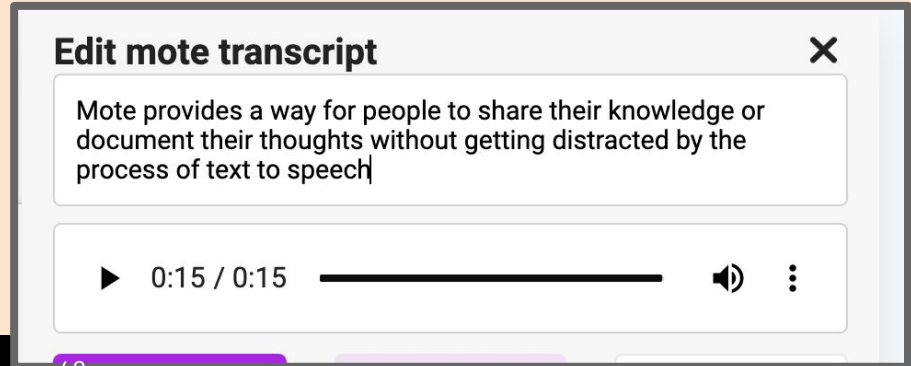 Edit mote transcript
Mote provides a way for people to share their knowledge or
document their thoughts without getting distracted by the
process of text to speech
0:15 / 0:15